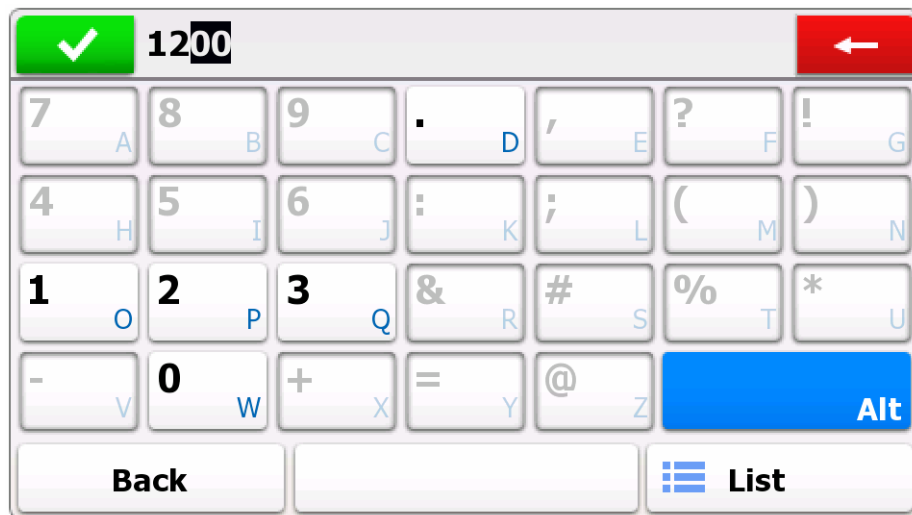 1200
7 A 8 B 9 C . D , E ? F ! G
4 H 5 I 6 J : K ; L ( M ) N
1 O 2 P 3 Q & R # S % T * U
- V 0 W + X = Y @ Z Alt
Back List